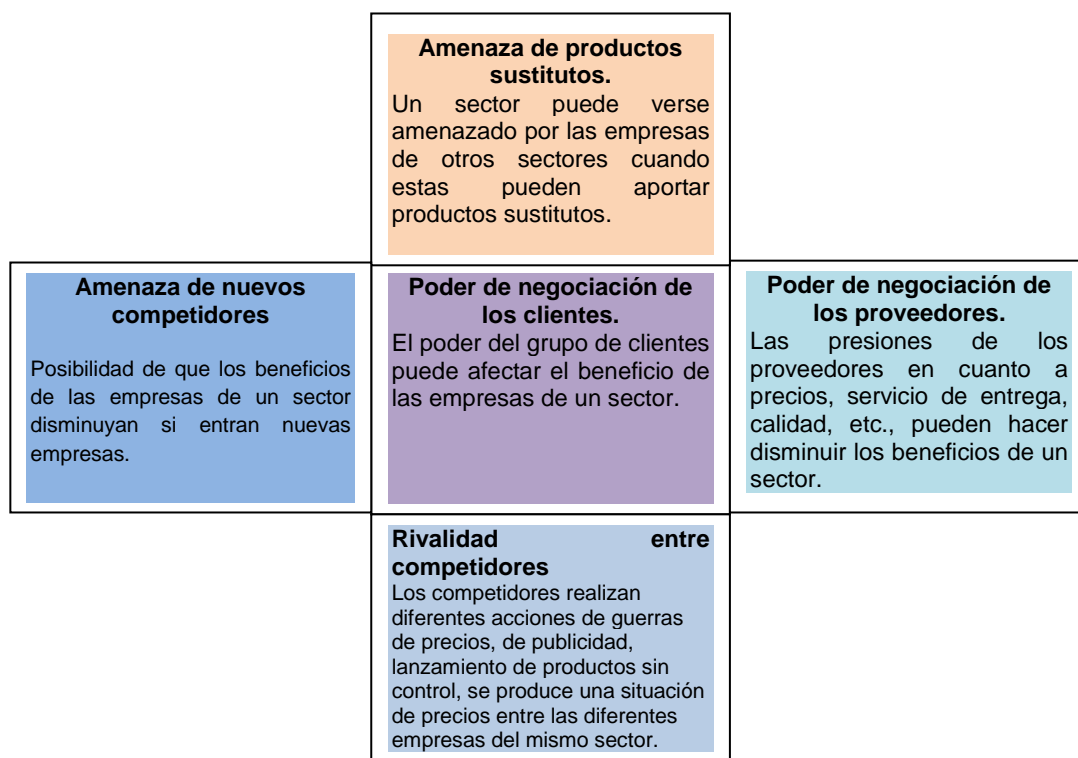 Amenaza de productos
sustitutos.
Un sector puede verse
amenazado por las empresas
de otros sectores cuando
estas pueden aportar
productos sustitutos.
Amenaza de nuevos
competidores
Posibilidad de que los beneficios
de las empresas de un sector
disminuyan si entran nuevas
empresas.
Poder de negociación de
los clientes.
El poder del grupo de clientes
puede afectar el beneficio de
las empresas de un sector.
Poder de negociación de
los proveedores.
Las presiones de los
proveedores en cuanto a
precios, servicio de entrega,
calidad, etc., pueden hacer
disminuir los beneficios de un
sector.
Rivalidad entre
competidores
Los competidores realizan
diferentes acciones de guerras
de precios, de publicidad,
lanzamiento de productos sin
control, se produce una situación
de precios entre las diferentes
empresas del mismo sector.